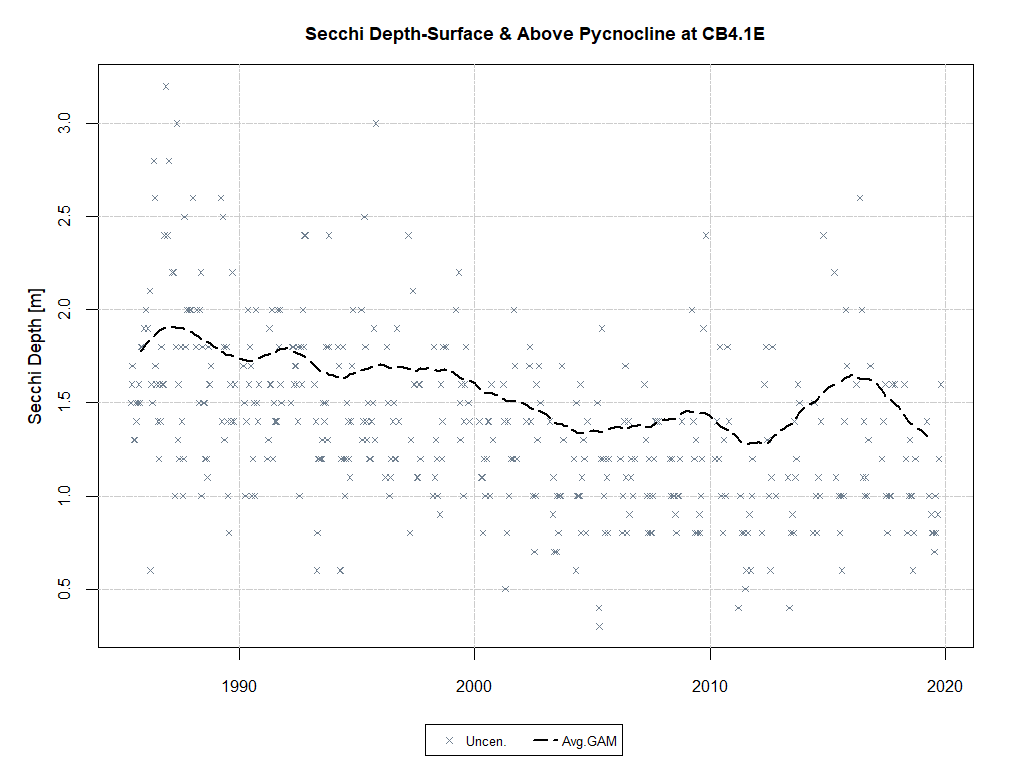 Secchi Depth-Surface & Above Pycnocline at CB4.1E
Secchi Depth [m]
3.0
2.5
2.0
1.5
1.0
0.5
1990
2000
2010
2020
Uncen.
Avg.GAM